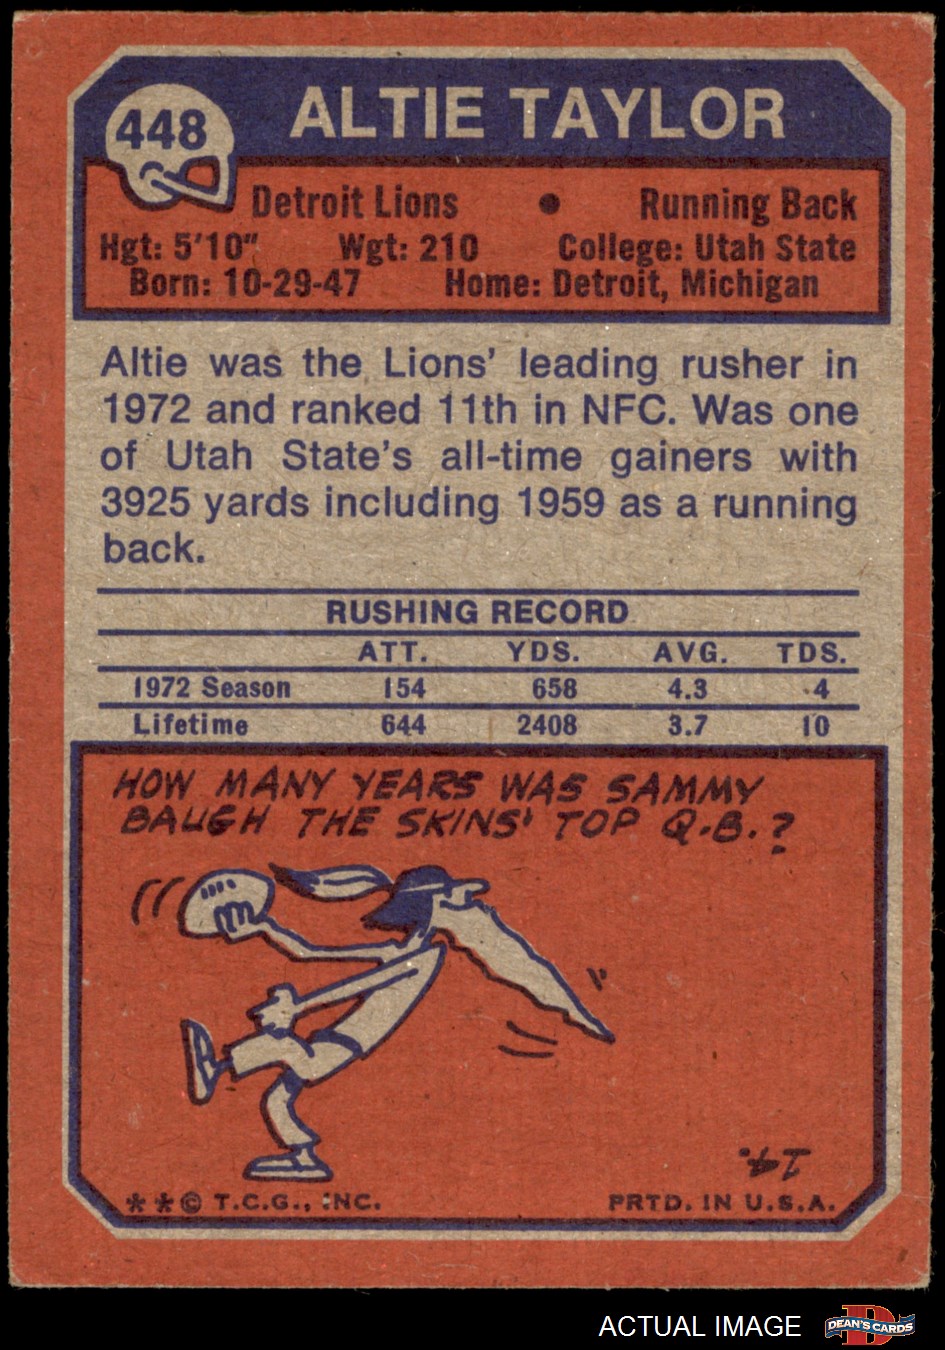 448
ALTIE TAYLOR
Detroit Lions • Running Back
Hgt: 5'10" Wgt: 210 College: Utah State
Born: 10-29-47 Home: Detroit, Michigan
Altie was the Lions' leading rusher in
1972 and ranked 11th in NFC. Was one
of Utah State's all-time gainers with
3925 yards including 1959 as a running
back.
RUSHING RECORD
ATT. YDS. AVG. TDS.
1972 Season 154 658 4.3 4
Lifetime 644 2408 3.7 10
HOW MANY YEARS WAS SAMMY
BAUGH THE SKINS' TOP Q.B.?
14.
* * © T.C.G., INC. PRTD. IN U.S.A.
ACTUAL IMAGE DEAN'S CARDS